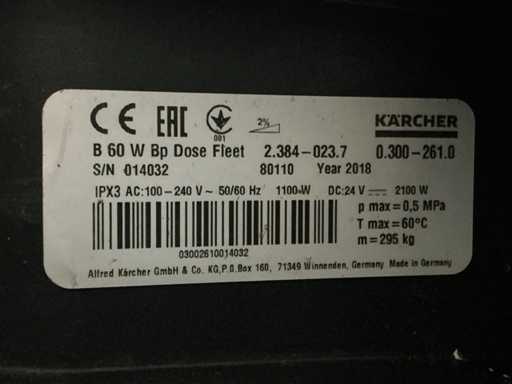 CE EAC 001 2% KÄRCHER
B 60 W Bp Dose Fleet 2.384-023.7 0.300-261.0
S/N 014032 80110 Year 2018
IPX3 AC:100-240 V~ 50/60 Hz 1100 W DC:24 V 2100 W
p max=0,5 MPa
T max=60°C
m=295 kg
03002610014032
Alfred Kärcher GmbH & Co. KG,P.O.Box 160, 71349 Winnenden, Germany Made in Germany